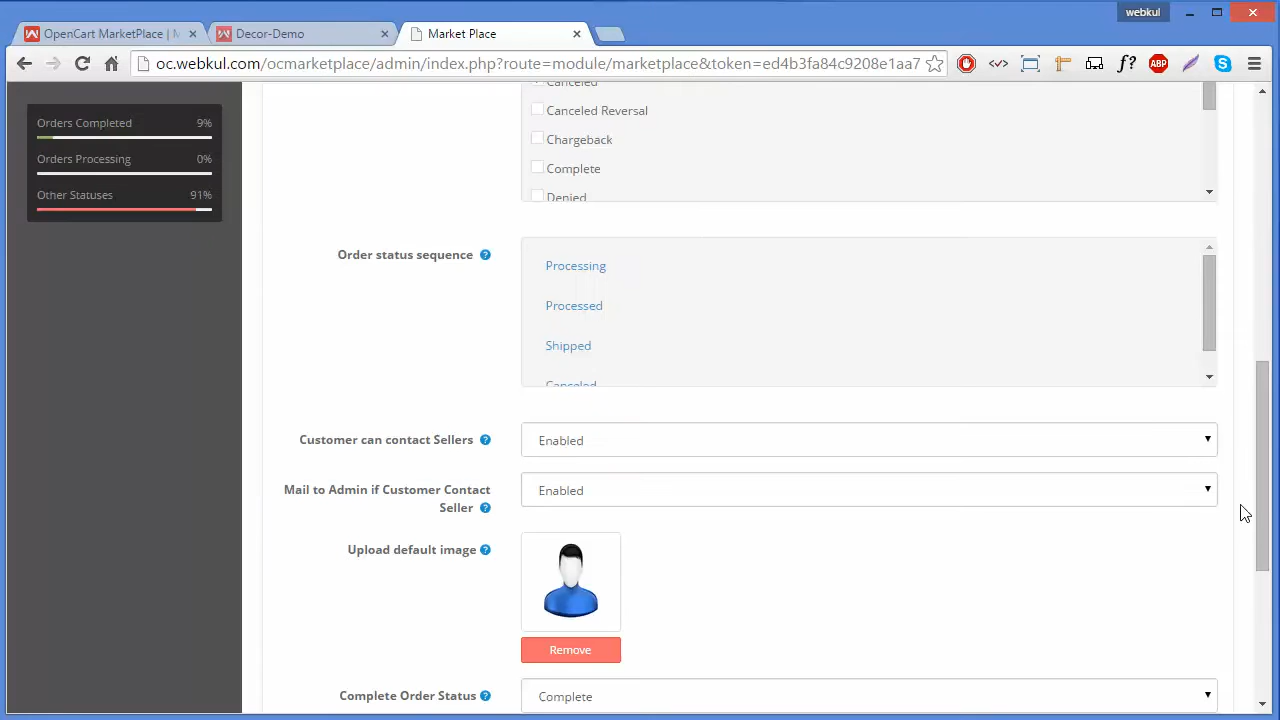 webkul
OpenCart MarketPlace | M
Decor-Demo
Market Place
oc.webkul.com/ocmarketplace/admin/index.php?route=module/marketplace&token=ed4b3fa84c9208e1aa7
f?
ABP
Orders Completed 9%
Orders Processing 0%
Other Statuses 91%
Canceled
Canceled Reversal
Chargeback
Complete
Denied
Order status sequence ?
Processing
Processed
Shipped
Canceled
Customer can contact Sellers ? Enabled
Mail to Admin if Customer Contact
Seller ?
Enabled
Upload default image ?
Remove
Complete Order Status ? Complete